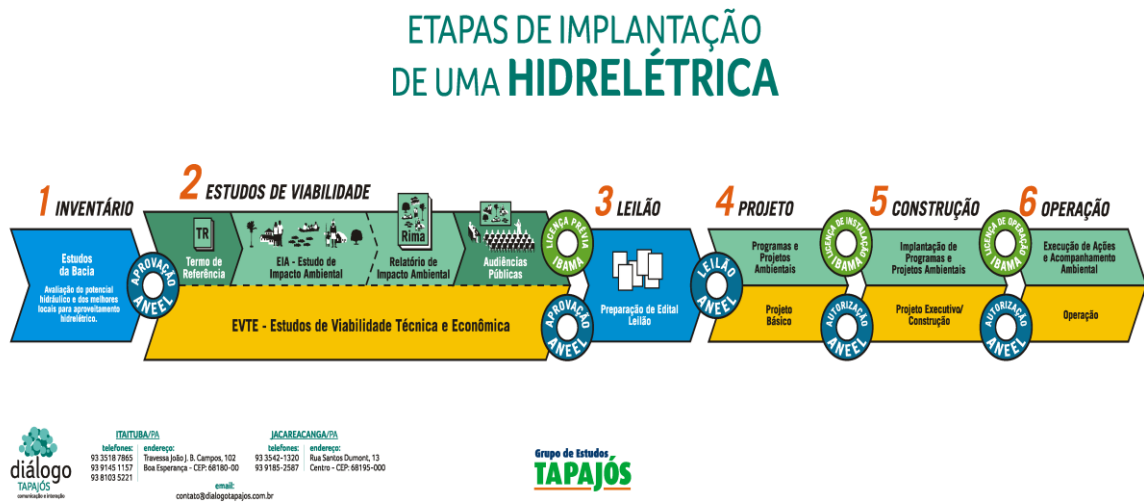 ETAPAS DE IMPLANTAÇÃO
DE UMA HIDRELÉTRICA
1 INVENTÁRIO
Estudos
da Bacia
Avaliação do potencial
hidráulico e dos melhores
locais para aproveitamento
hidrelétrico.
APROVAÇÃO
ANEEL
2 ESTUDOS DE VIABILIDADE
TR
Termo de
Referência
EIA - Estudo de
Impacto Ambiental
Rima
Relatório de
Impacto Ambiental
Audiências
Públicas
EVTE - Estudos de Viabilidade Técnica e Econômica
LICENÇA PRÉVIA
IBAMA
APROVAÇÃO
ANEEL
3 LEILÃO
Preparação de Edital
Leilão
LEILÃO
ANEEL
4 PROJETO
Programas e
Projetos
Ambientais
Projeto
Básico
LICENÇA DE INSTALAÇÃO
IBAMA
AUTORIZAÇÃO
ANEEL
5 CONSTRUÇÃO
Implantação de
Programas e
Projetos Ambientais
Projeto Executivo/
Construção
LICENÇA DE OPERAÇÃO
IBAMA
AUTORIZAÇÃO
ANEEL
6 OPERAÇÃO
Execução de Ações
e Acompanhamento
Ambiental
Operação
diálogo
TAPAJÓS
comunicação e interação
ITAITUBA/PA
telefones:
93 3518 7865
93 9145 1157
93 8103 5221
endereço:
Travessa João J. B. Campos, 102
Boa Esperança - CEP: 68180-00
JACAREACANGA/PA
telefones:
93 3542-1320
93 9185-2587
endereço:
Rua Santos Dumont, 13
Centro - CEP: 68195-000
email:
contato@dialogotapajos.com.br
Grupo de Estudos
TAPAJÓS